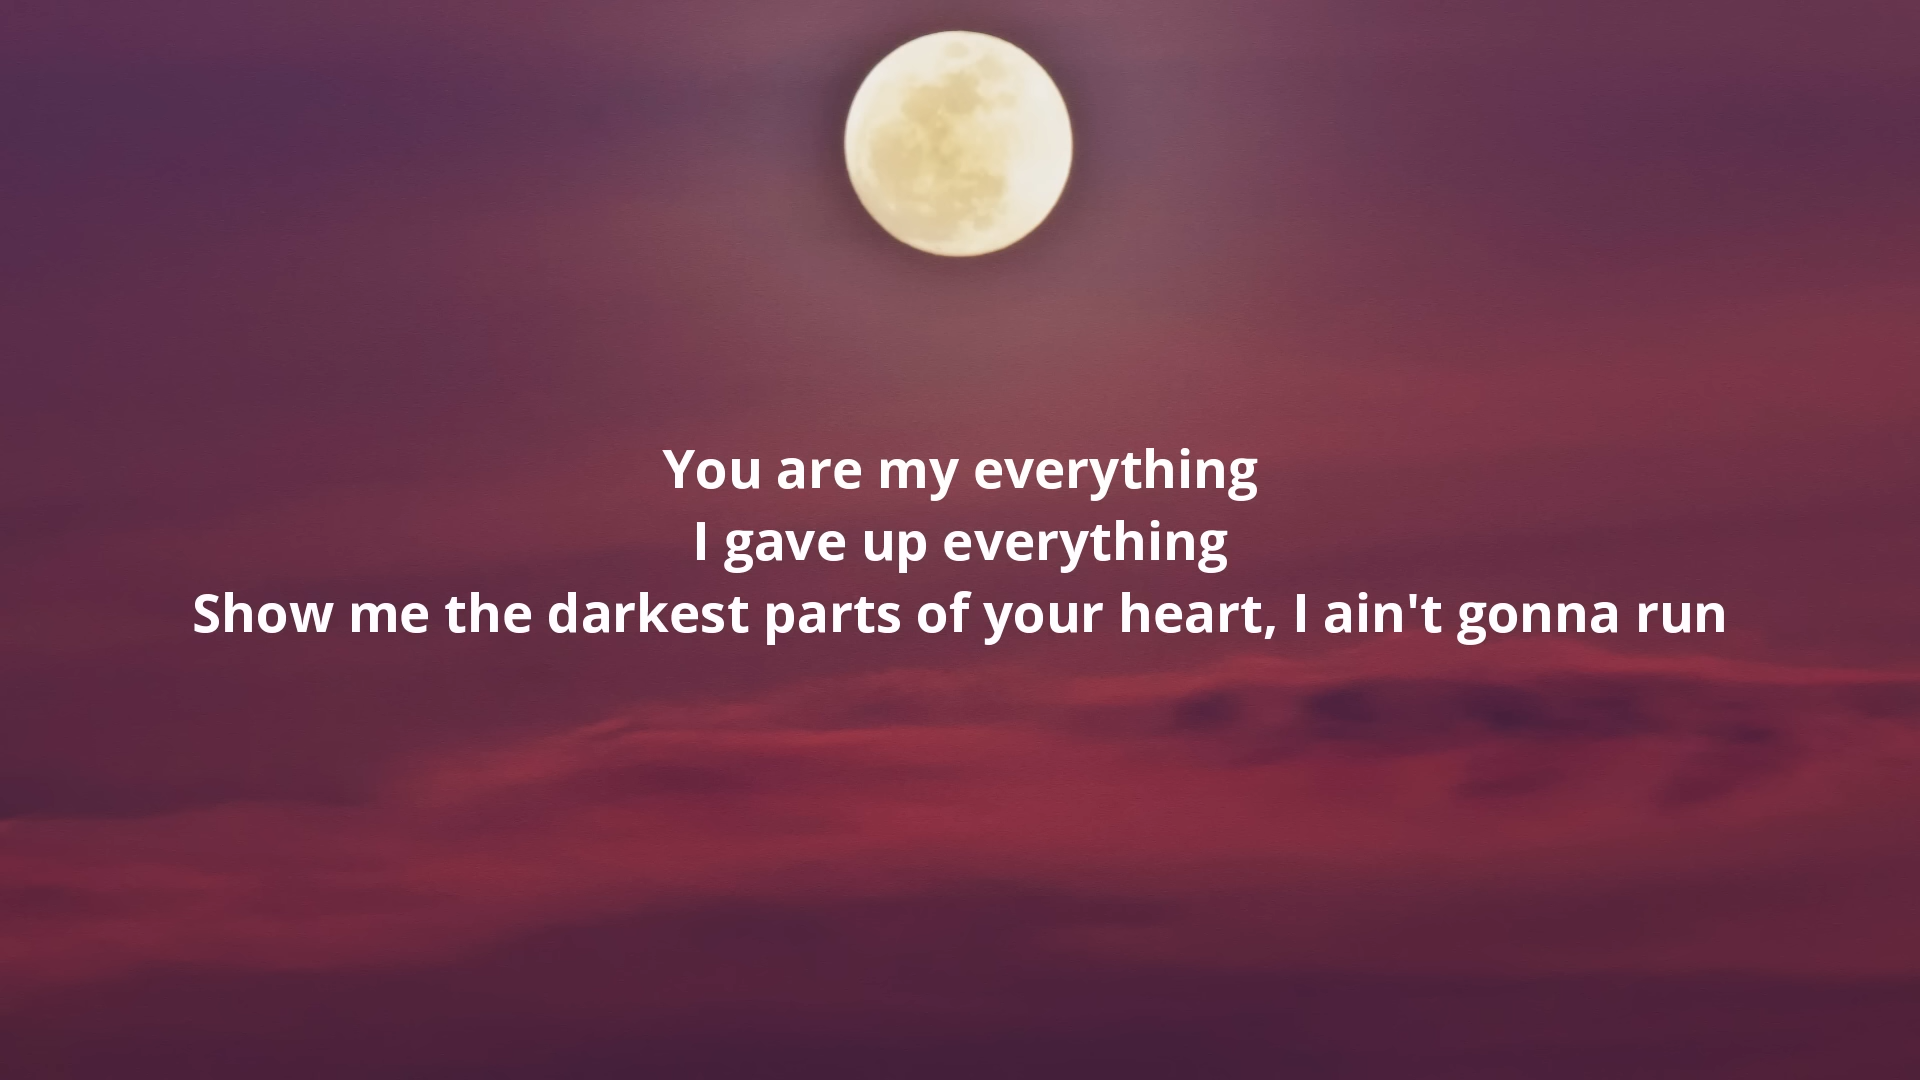 You are my everything
I gave up everything
Show me the darkest parts of your heart, I ain't gonna run